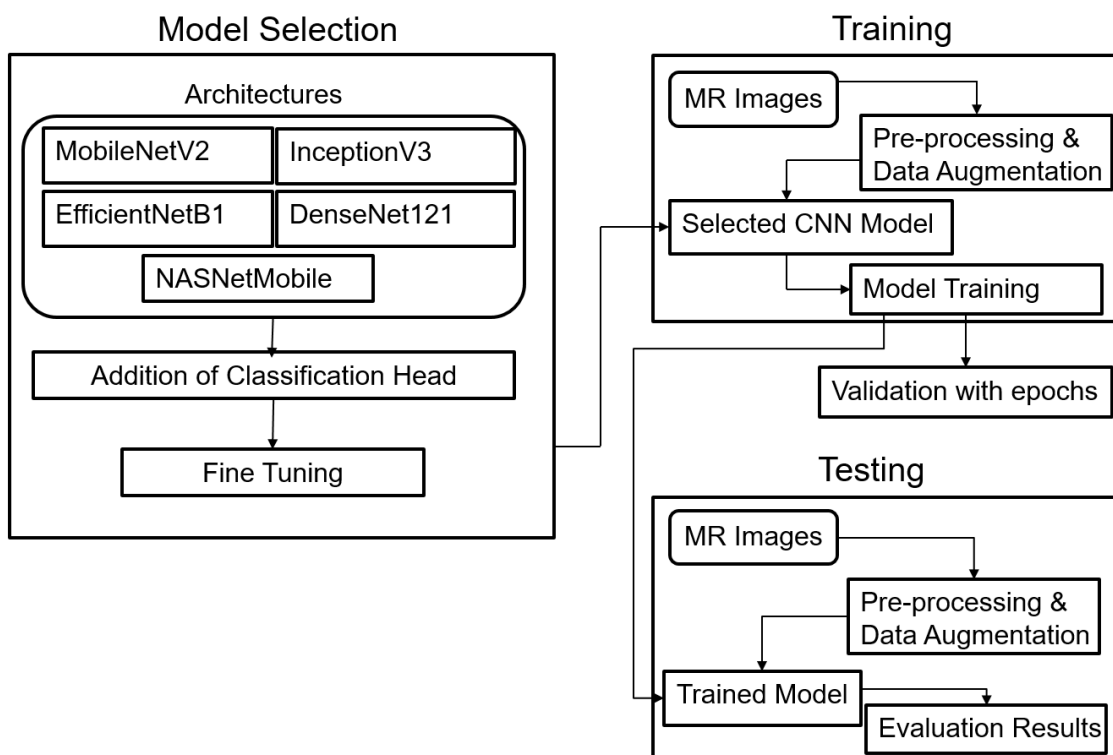 Model Selection
Architectures
MobileNetV2
InceptionV3
EfficientNetB1
DenseNet121
NASNetMobile
Addition of Classification Head
Fine Tuning
Training
MR Images
Pre-processing &
Data Augmentation
Selected CNN Model
Model Training
Validation with epochs
Testing
MR Images
Pre-processing &
Data Augmentation
Trained Model
Evaluation Results